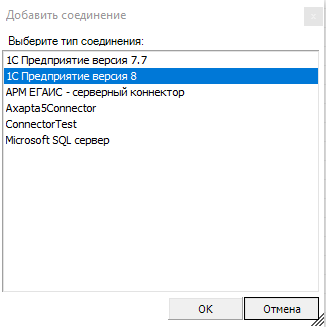 Добавить соединение
Выберите тип соединения:
1С Предприятие версия 7.7
1С Предприятие версия 8
АРМ ЕГАИС - серверный коннектор
Axapta5Connector
ConnectorTest
Microsoft SQL сервер
OK
Отмена